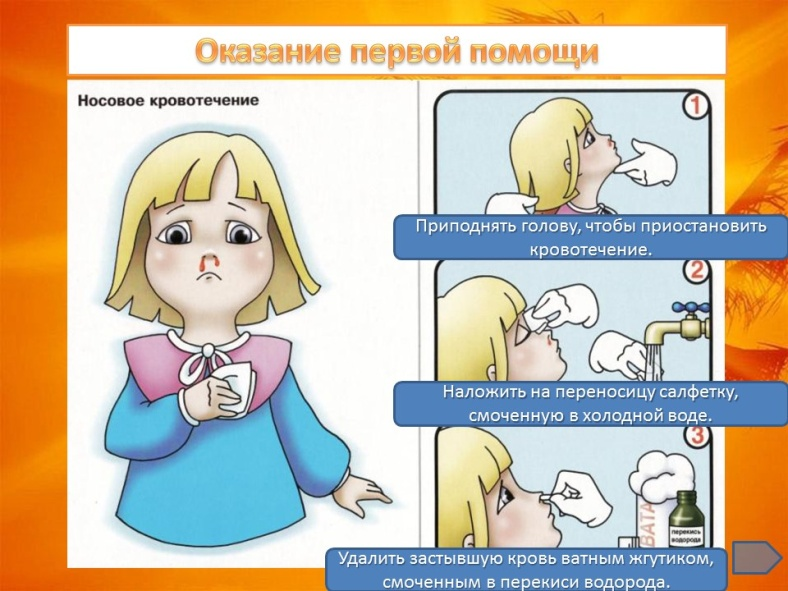 Оказание первой помощи
Носовое кровотечение
1
Приподнять голову, чтобы приостановить
кровотечение.
2
Наложить на переносицу салфетку,
смоченную в холодной воде.
3
ВАТА
перекись
водорода
Удалить застывшую кровь ватным жгутиком,
смоченным в перекиси водорода.